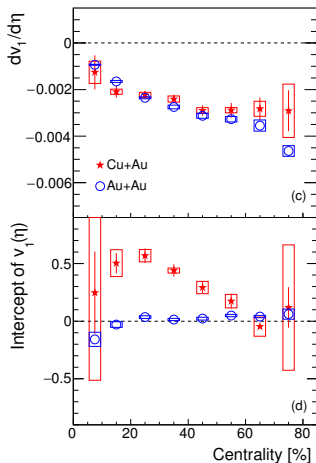 dv₁/dη
0
−0.002
−0.004
−0.006
Cu+Au
Au+Au
(c)
Intercept of v₁(η)
0.5
0
−0.5
(d)
0 20 40 60 80
Centrality [%]